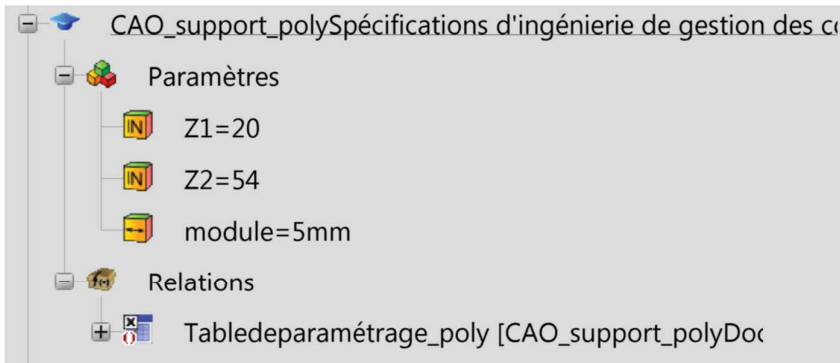 CAO_support_polySpécifications d'ingénierie de gestion des c
Paramètres
Z1=20
Z2=54
module=5mm
Relations
Tabledeparamétrage_poly [CAO_support_polyDoc